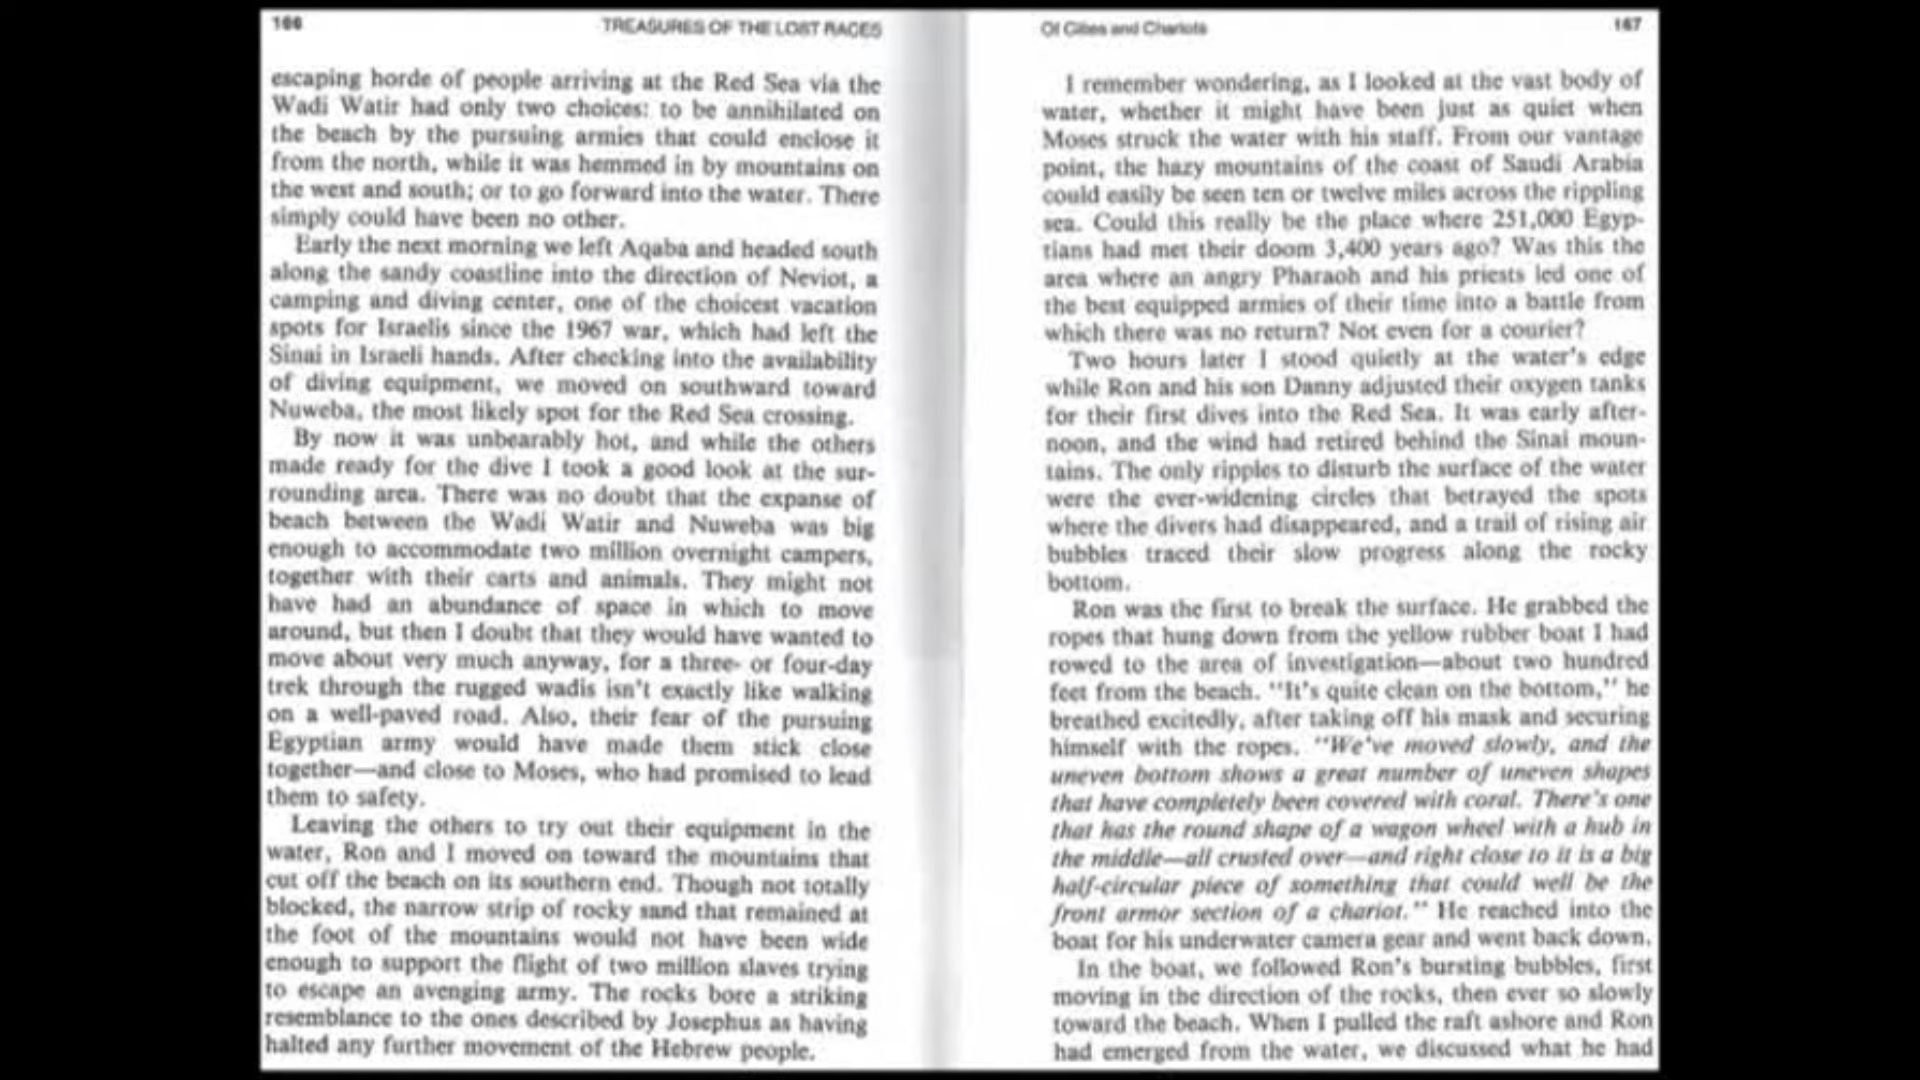 166
TREASURES OF THE LOST RACES
escaping horde of people arriving at the Red Sea via the
Wadi Watir had only two choices: to be annihilated on
the beach by the pursuing armies that could enclose it
from the north, while it was hemmed in by mountains on
the west and south; or to go forward into the water. There
simply could have been no other.
Early the next morning we left Aqaba and headed south
along the sandy coastline into the direction of Neviot, a
camping and diving center, one of the choicest vacation
spots for Israelis since the 1967 war, which had left the
Sinai in Israeli hands. After checking into the availability
of diving equipment, we moved on southward toward
Nuweba, the most likely spot for the Red Sea crossing.
By now it was unbearably hot, and while the others
made ready for the dive I took a good look at the sur-
rounding area. There was no doubt that the expanse of
beach between the Wadi Watir and Nuweba was big
enough to accommodate two million overnight campers,
together with their carts and animals. They might not
have had an abundance of space in which to move
around, but then I doubt that they would have wanted to
move about very much anyway, for a three- or four-day
trek through the rugged wadis isn't exactly like walking
on a well-paved road. Also, their fear of the pursuing
Egyptian army would have made them stick close
together—and close to Moses, who had promised to lead
them to safety.
Leaving the others to try out their equipment in the
water, Ron and I moved on toward the mountains that
cut off the beach on its southern end. Though not totally
blocked, the narrow strip of rocky sand that remained at
the foot of the mountains would not have been wide
enough to support the flight of two million slaves trying
to escape an avenging army. The rocks bore a striking
resemblance to the ones described by Josephus as having
halted any further movement of the Hebrew people.
Of Cities and Chariots
167
I remember wondering, as I looked at the vast body of
water, whether it might have been just as quiet when
Moses struck the water with his staff. From our vantage
point, the hazy mountains of the coast of Saudi Arabia
could easily be seen ten or twelve miles across the rippling
sea. Could this really be the place where 251,000 Egyp-
tians had met their doom 3,400 years ago? Was this the
area where an angry Pharaoh and his priests led one of
the best equipped armies of their time into a battle from
which there was no return? Not even for a courier?
Two hours later I stood quietly at the water's edge
while Ron and his son Danny adjusted their oxygen tanks
for their first dives into the Red Sea. It was early after-
noon, and the wind had retired behind the Sinai moun-
tains. The only ripples to disturb the surface of the water
were the ever-widening circles that betrayed the spots
where the divers had disappeared, and a trail of rising air
bubbles traced their slow progress along the rocky
bottom.
Ron was the first to break the surface. He grabbed the
ropes that hung down from the yellow rubber boat I had
rowed to the area of investigation—about two hundred
feet from the beach. "It's quite clean on the bottom," he
breathed excitedly, after taking off his mask and securing
himself with the ropes. "We've moved slowly, and the
uneven bottom shows a great number of uneven shapes
that have completely been covered with coral. There's one
that has the round shape of a wagon wheel with a hub in
the middle—all crusted over—and right close to it is a big
half-circular piece of something that could well be the
front armor section of a chariot." He reached into the
boat for his underwater camera gear and went back down.
In the boat, we followed Ron's bursting bubbles, first
moving in the direction of the rocks, then ever so slowly
toward the beach. When I pulled the raft ashore and Ron
had emerged from the water, we discussed what he had